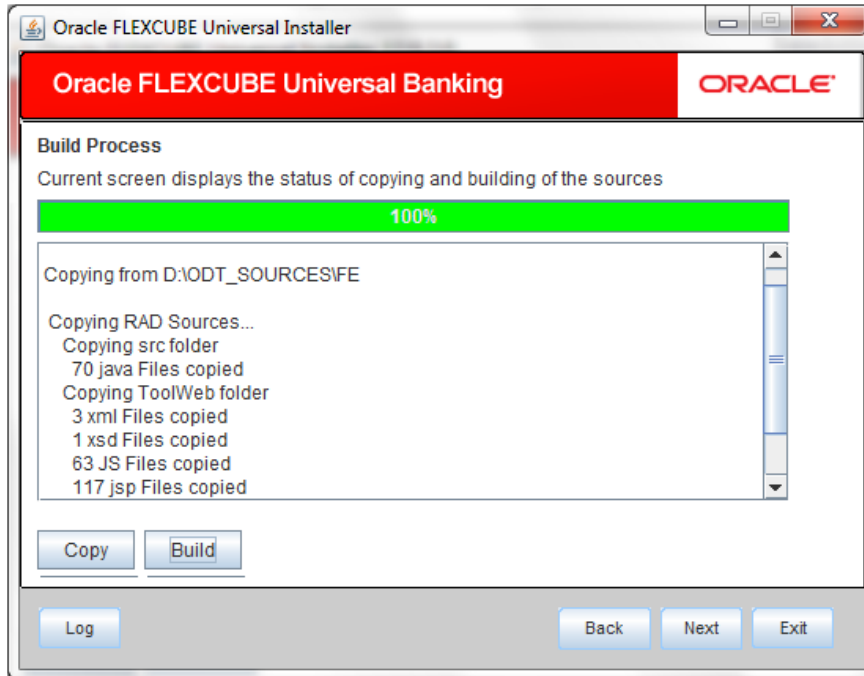 Oracle FLEXCUBE Universal Installer
Oracle FLEXCUBE Universal Banking
ORACLE
Build Process
Current screen displays the status of copying and building of the sources
100%
Copying from D:\ODT_SOURCES\FE
Copying RAD Sources...
Copying src folder
70 java Files copied
Copying ToolWeb folder
3 xml Files copied
1 xsd Files copied
63 JS Files copied
117 jsp Files copied
Copy Build
Log Back Next Exit